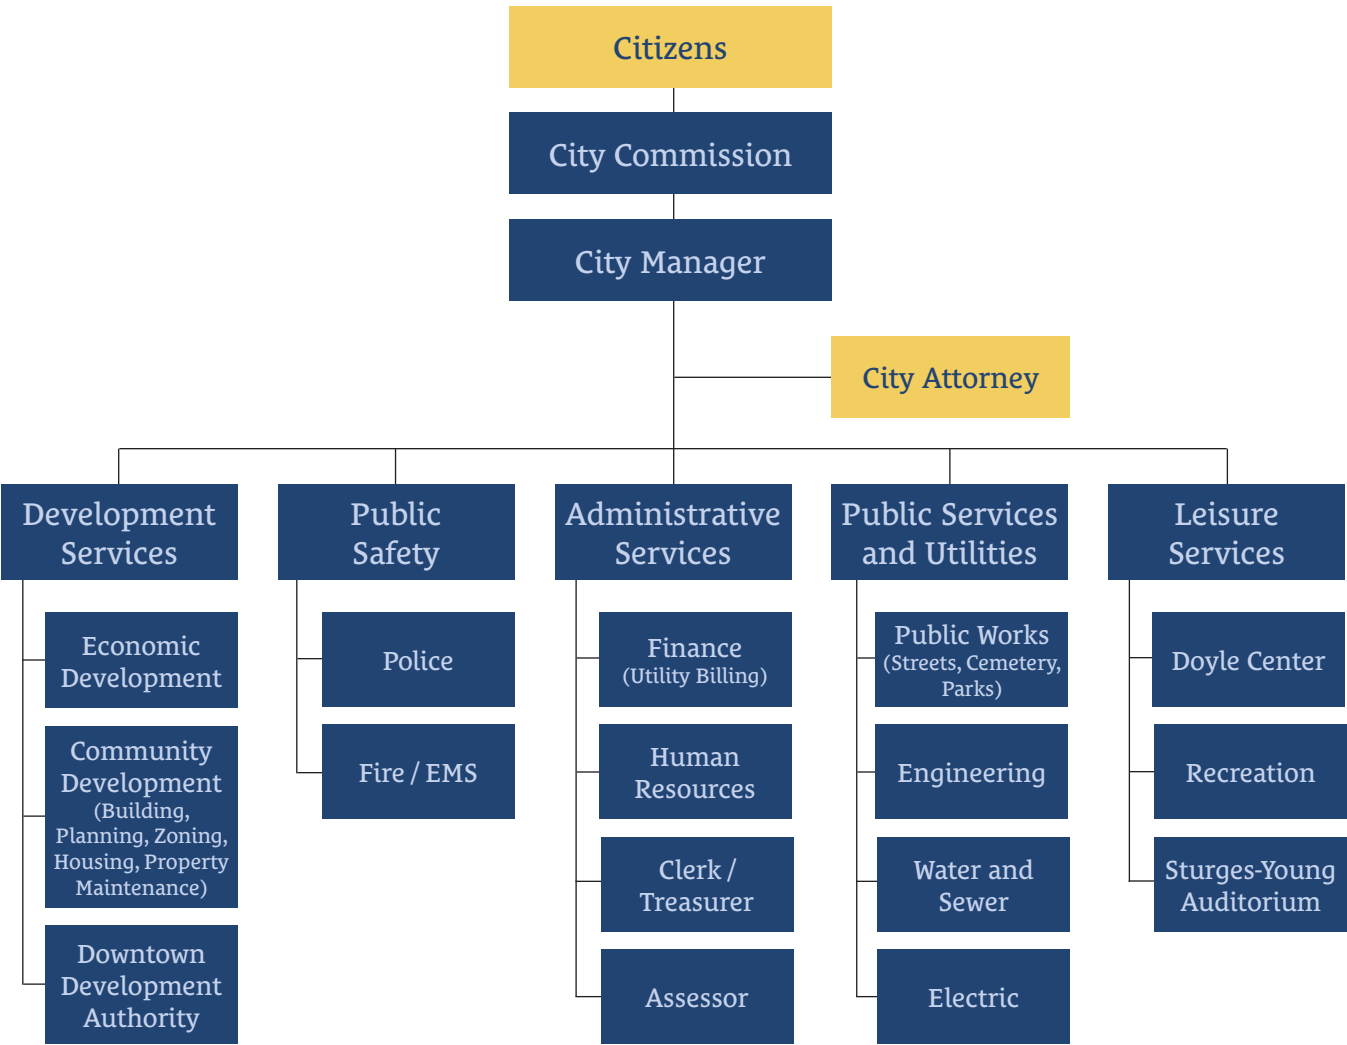 Citizens
City Commission
City Manager
City Attorney
Development
Services
Economic
Development
Community
Development
(Building,
Planning, Zoning,
Housing, Property
Maintenance)
Downtown
Development
Authority
Public
Safety
Police
Fire / EMS
Administrative
Services
Finance
(Utility Billing)
Human
Resources
Clerk /
Treasurer
Assessor
Public Services
and Utilities
Public Works
(Streets, Cemetery,
Parks)
Engineering
Water and
Sewer
Electric
Leisure
Services
Doyle Center
Recreation
Sturges-Young
Auditorium